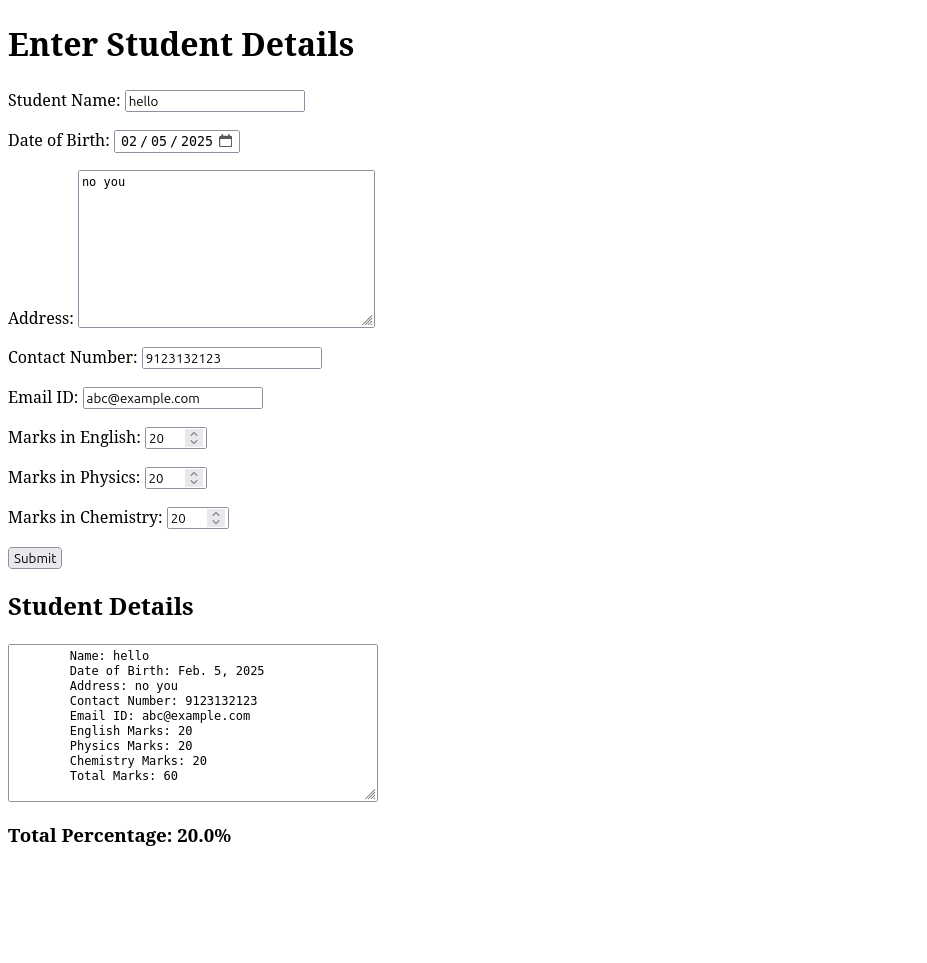 Enter Student Details
Student Name: hello
Date of Birth: 02 / 05 / 2025
no you
Address:
Contact Number: 9123132123
Email ID: abc@example.com
Marks in English: 20
Marks in Physics: 20
Marks in Chemistry: 20
Submit
Student Details
Name: hello
Date of Birth: Feb. 5, 2025
Address: no you
Contact Number: 9123132123
Email ID: abc@example.com
English Marks: 20
Physics Marks: 20
Chemistry Marks: 20
Total Marks: 60
Total Percentage: 20.0%